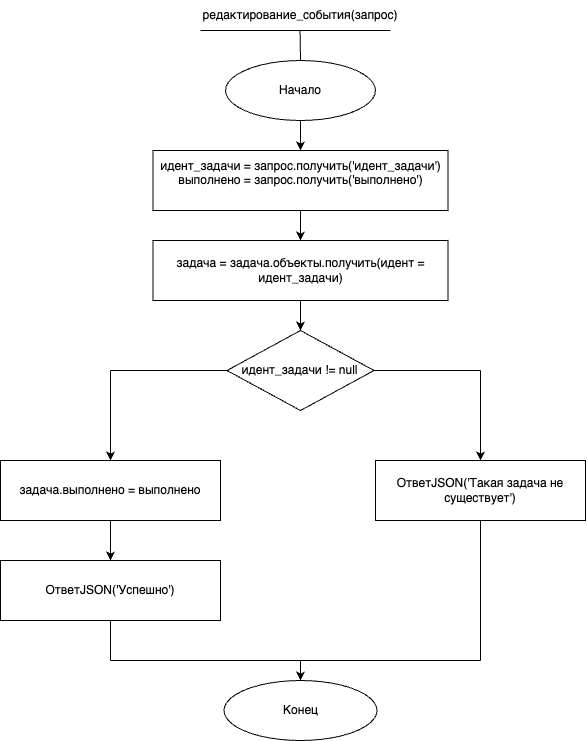 редактирование_события(запрос)
Начало
идент_задачи = запрос.получить('идент_задачи')
выполнено = запрос.получить('выполнено')
задача = задача.объекты.получить(идент =
идент_задачи)
идент_задачи != null
задача.выполнено = выполнено
ОтветJSON('Такая задача не
существует')
ОтветJSON('Успешно')
Конец